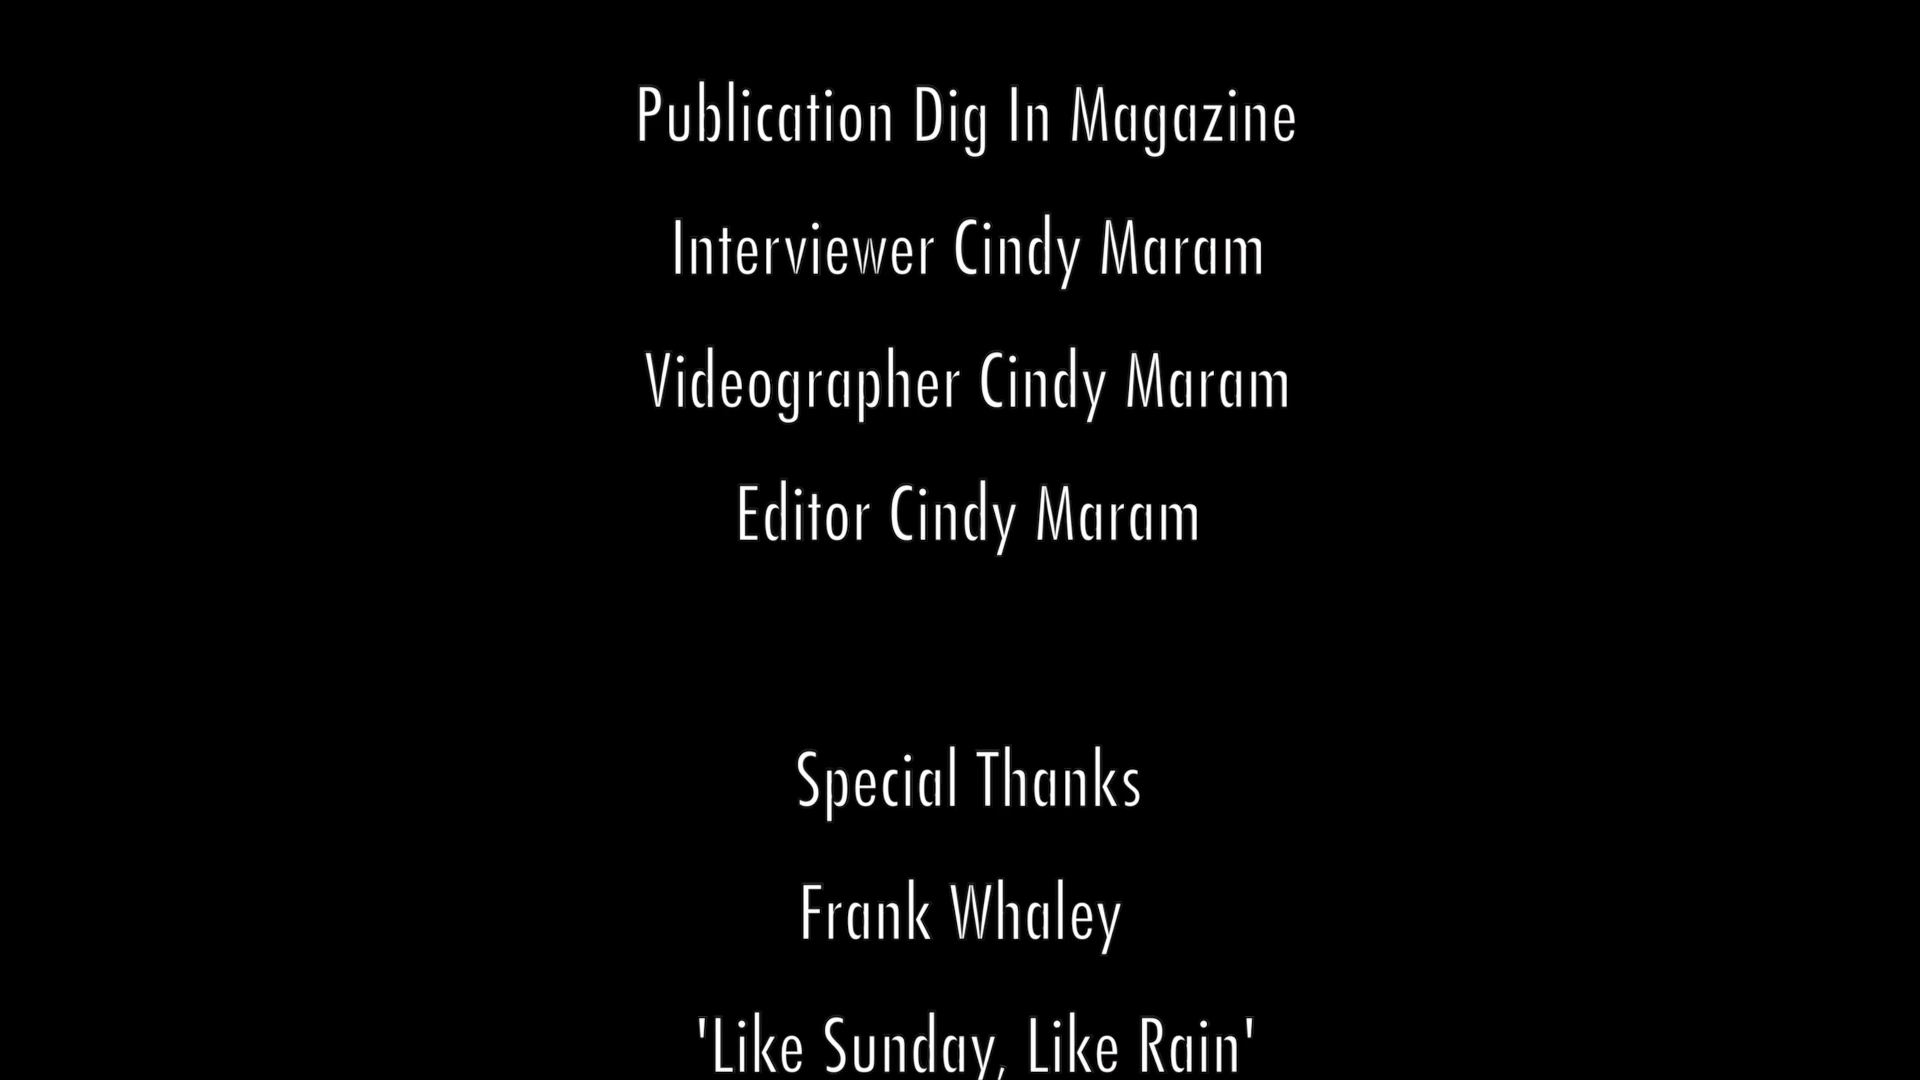 Publication Dig In Magazine
Interviewer Cindy Maram
Videographer Cindy Maram
Editor Cindy Maram
Special Thanks
Frank Whaley
'Like Sunday, Like Rain'